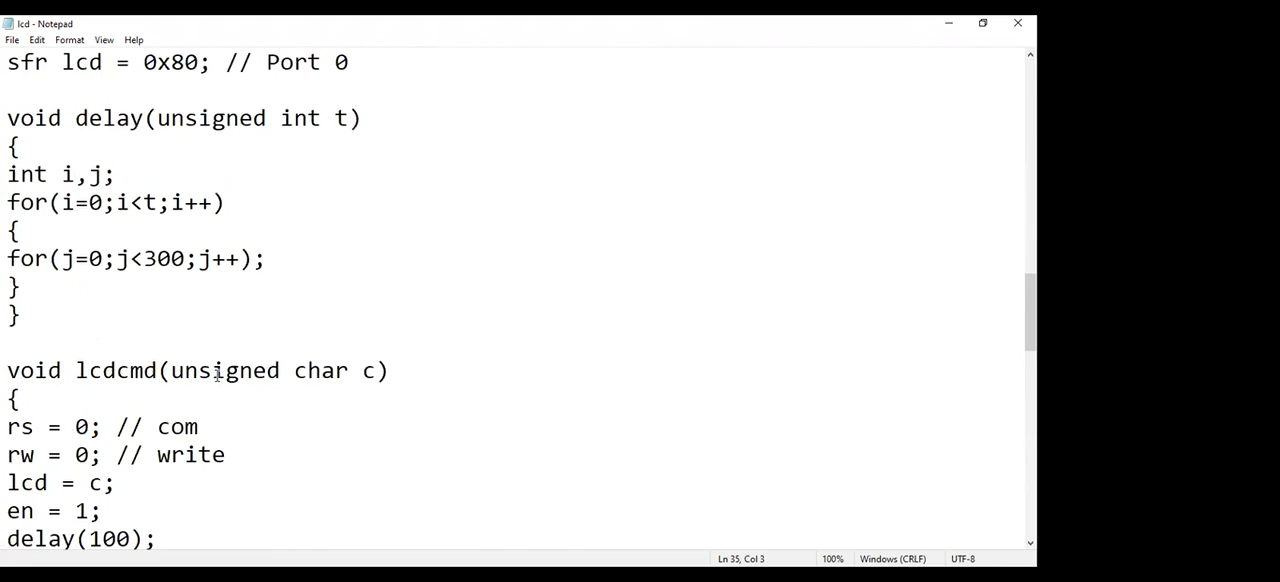 lcd - Notepad
File Edit Format View Help
sfr lcd = 0x80; // Port 0
void delay(unsigned int t)
{
int i,j;
for(i=0;i<t;i++)
{
for(j=0;j<300;j++);
}
}
void lcdcmd(unsigned char c)
{
rs = 0; // com
rw = 0; // write
lcd = c;
en = 1;
delay(100);
Ln 35, Col 3 100% Windows (CRLF) UTF-8